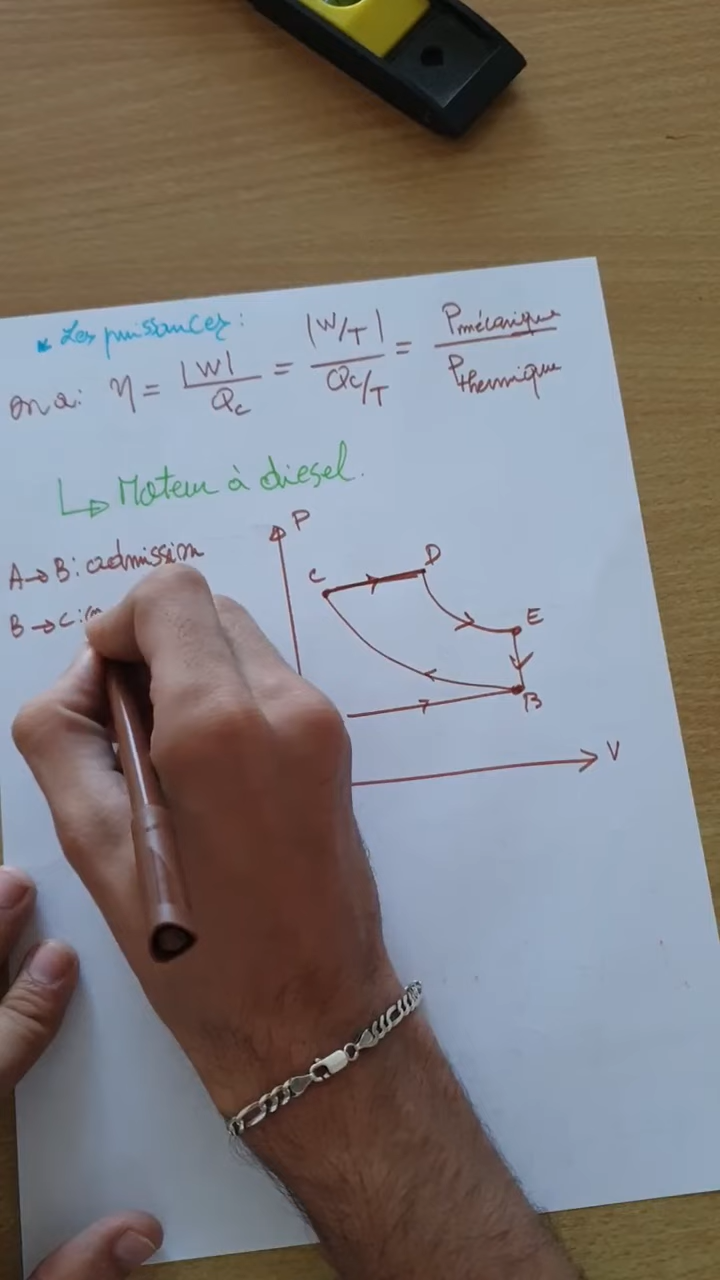 Les puissances :
on a : η = |W| / Qc = |W/T| / Qc/T = Pmécanique / Pthermique
↳ Moteur à diesel.
A → B : admission
B → C :
P
C
D
E
B
V